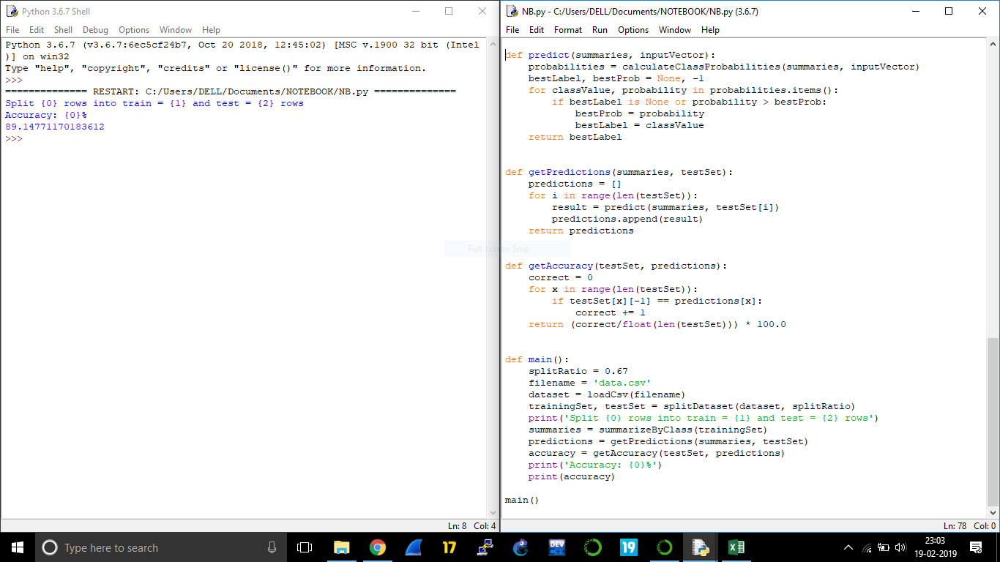 Python 3.6.7 Shell
File Edit Shell Debug Options Window Help
Python 3.6.7 (v3.6.7:6ec5cf24b7, Oct 20 2018, 12:45:02) [MSC v.1900 32 bit (Intel
)] on win32
Type "help", "copyright", "credits" or "license()" for more information.
>>>
============== RESTART: C:/Users/DELL/Documents/NOTEBOOK/NB.py ==============
Split {0} rows into train = {1} and test = {2} rows
Accuracy: {0}%
89.14771170183612
>>>
Ln: 8 Col: 4
NB.py - C:/Users/DELL/Documents/NOTEBOOK/NB.py (3.6.7)
File Edit Format Run Options Window Help
def predict(summaries, inputVector):
    probabilities = calculateClassProbabilities(summaries, inputVector)
    bestLabel, bestProb = None, -1
    for classValue, probability in probabilities.items():
        if bestLabel is None or probability > bestProb:
            bestProb = probability
            bestLabel = classValue
    return bestLabel
def getPredictions(summaries, testSet):
    predictions = []
    for i in range(len(testSet)):
        result = predict(summaries, testSet[i])
        predictions.append(result)
    return predictions
Full-screen Snip
def getAccuracy(testSet, predictions):
    correct = 0
    for x in range(len(testSet)):
        if testSet[x][-1] == predictions[x]:
            correct += 1
    return (correct/float(len(testSet))) * 100.0
def main():
    splitRatio = 0.67
    filename = 'data.csv'
    dataset = loadCsv(filename)
    trainingSet, testSet = splitDataset(dataset, splitRatio)
    print('Split {0} rows into train = {1} and test = {2} rows')
    summaries = summarizeByClass(trainingSet)
    predictions = getPredictions(summaries, testSet)
    accuracy = getAccuracy(testSet, predictions)
    print('Accuracy: {0}%')
    print(accuracy)
main()
Ln: 78 Col: 0
Type here to search
17
DEV
19
23:03
19-02-2019